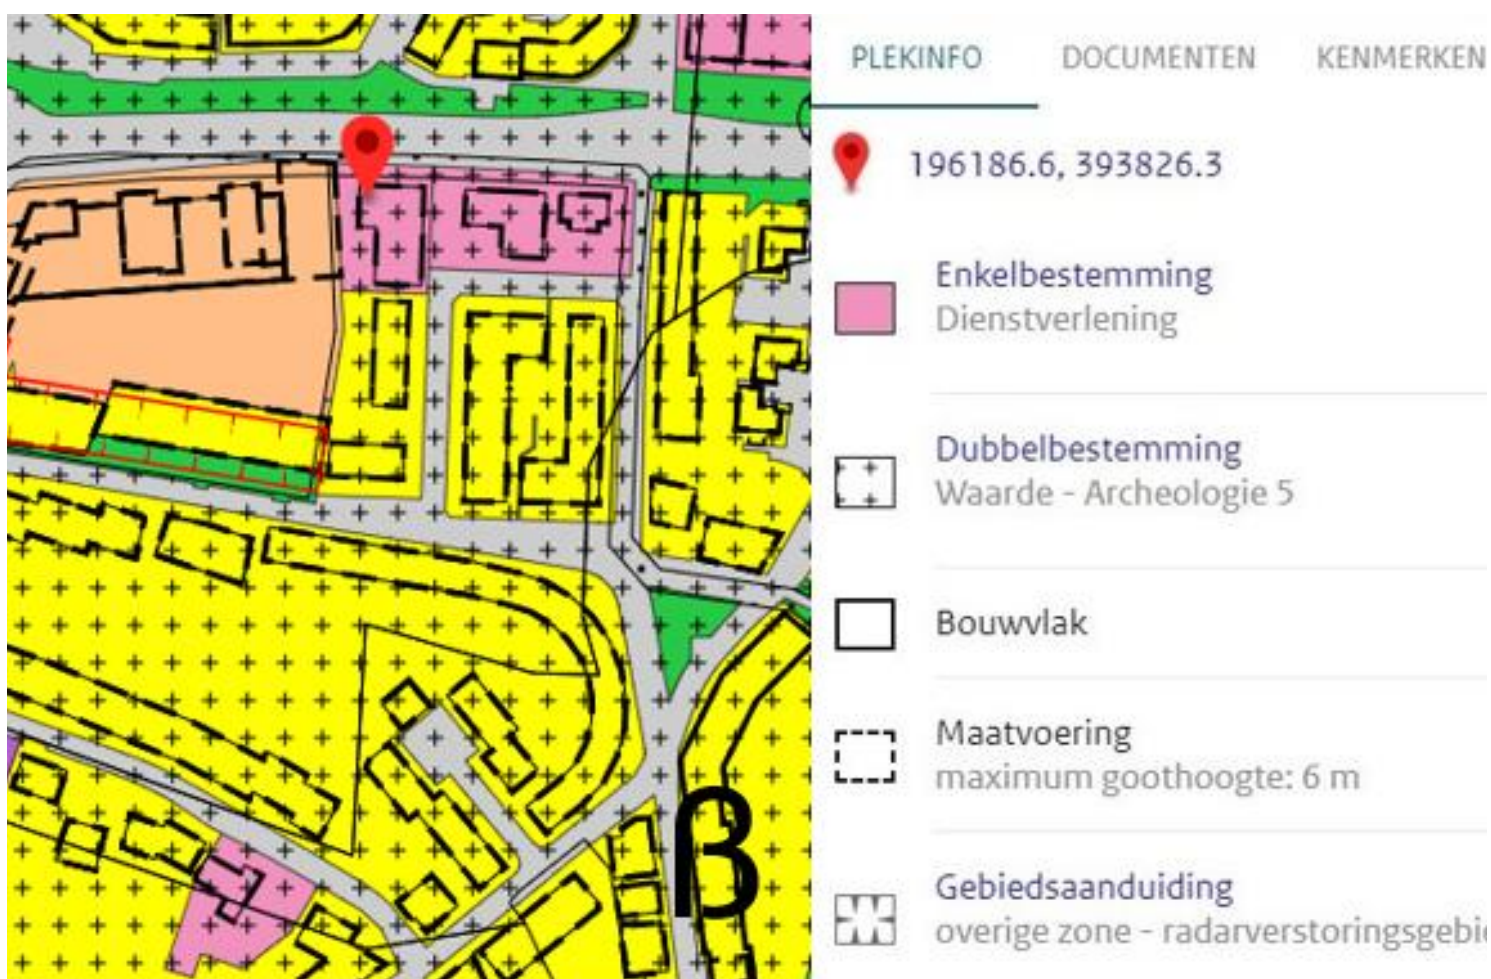 PLEKINFO DOCUMENTEN KENMERKEN
196186.6, 393826.3
Enkelbestemming
Dienstverlening
Dubbelbestemming
Waarde - Archeologie 5
Bouwvlak
Maatvoering
maximum goothoogte: 6 m
Gebiedsaanduiding
overige zone - radarverstoringsgebie
β